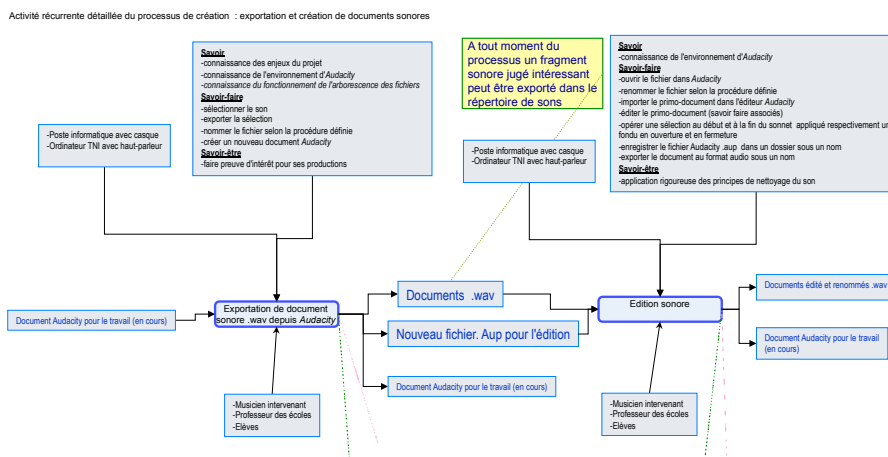 Activité récurrente détaillée du processus de création : exportation et création de documents sonores
Savoir
-connaissance des enjeux du projet
-connaissance de l'environement d'Audacity
-connaissance du fonctionnement de l'arborescence des fichiers
Savoir-faire
-sélectionner le son
-exporter la sélection
-nommer le fichier selon la procédure définie
-créer un nouveau document Audacity
Savoir-être
-faire preuve d'intérêt pour ses productions
A tout moment du
processus un fragment
sonore jugé intéressant
peut être exporté dans le
répertoire de sons
Savoir
-connaissance de l'environement d'Audacity
Savoir-faire
-ouvrir le fichier dans Audacity
-renommer le fichier selon la procédure définie
-importer le primo-document dans l'éditeur Audacity
-éditer le primo-document (savoir faire associés)
-opérer une sélection au début et à la fin du sonnet appliqué respectivement un
fondu en ouverture et en fermeture
-enregistrer le fichier Audacity .aup dans un dossier sous un nom
-exporter le document au format audio sous un nom
Savoir-être
-application rigoureuse des principes de nettoyage du son
-Poste informatique avec casque
-Ordinateur TNI avec haut-parleur
-Poste informatique avec casque
-Ordinateur TNI avec haut-parleur
Document Audacity pour le travail (en cours)
Exportation de document
sonore .wav depuis Audacity
Documents .wav
Nouveau fichier. Aup pour l'édition
Document Audacity pour le travail (en cours)
Edition sonore
Documents édité et renommés .wav
Document Audacity pour le travail
(en cours)
-Musicien intervenant
-Professeur des écoles
-Elèves
-Musicien intervenant
-Professeur des écoles
-Elèves